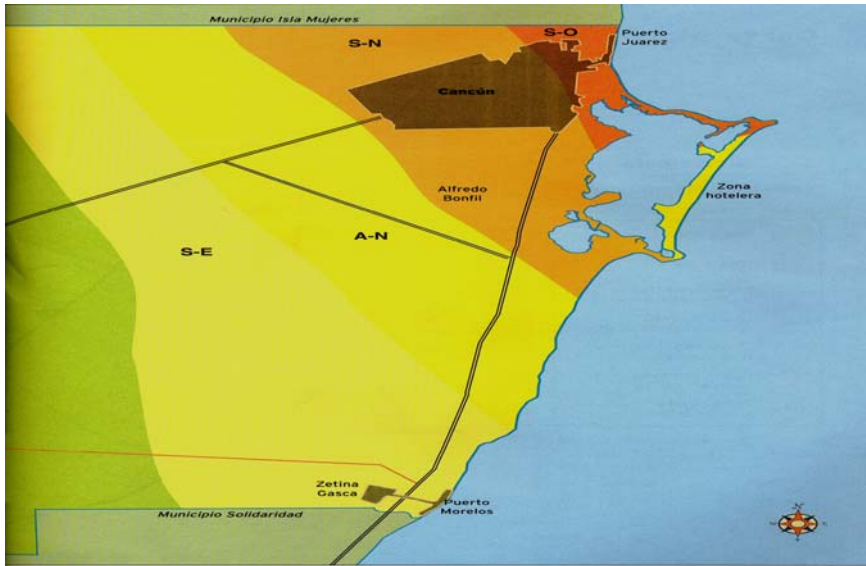 Municipio Isla Mujeres
S-N
S-O
Puerto
Juarez
Cancún
Zona
hotelera
Alfredo
Bonfil
A-N
S-E
Zetina
Gasca
Puerto
Morelos
Municipio Solidaridad
N